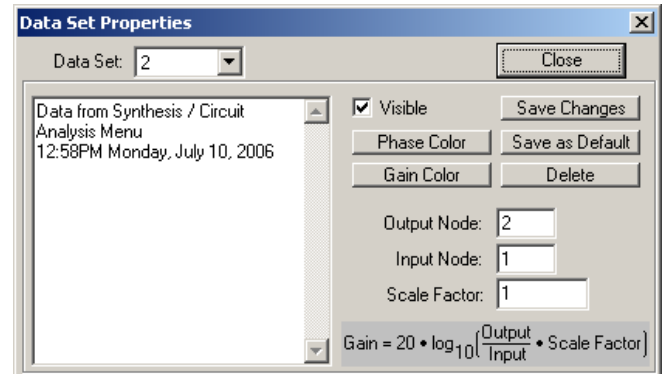 Data Set Properties
Data Set: 2
Close
Data from Synthesis / Circuit
Analysis Menu
12:58PM Monday, July 10, 2006
Visible
Save Changes
Phase Color
Save as Default
Gain Color
Delete
Output Node: 2
Input Node: 1
Scale Factor: 1
Gain = 20 • log10(Output/Input • Scale Factor)